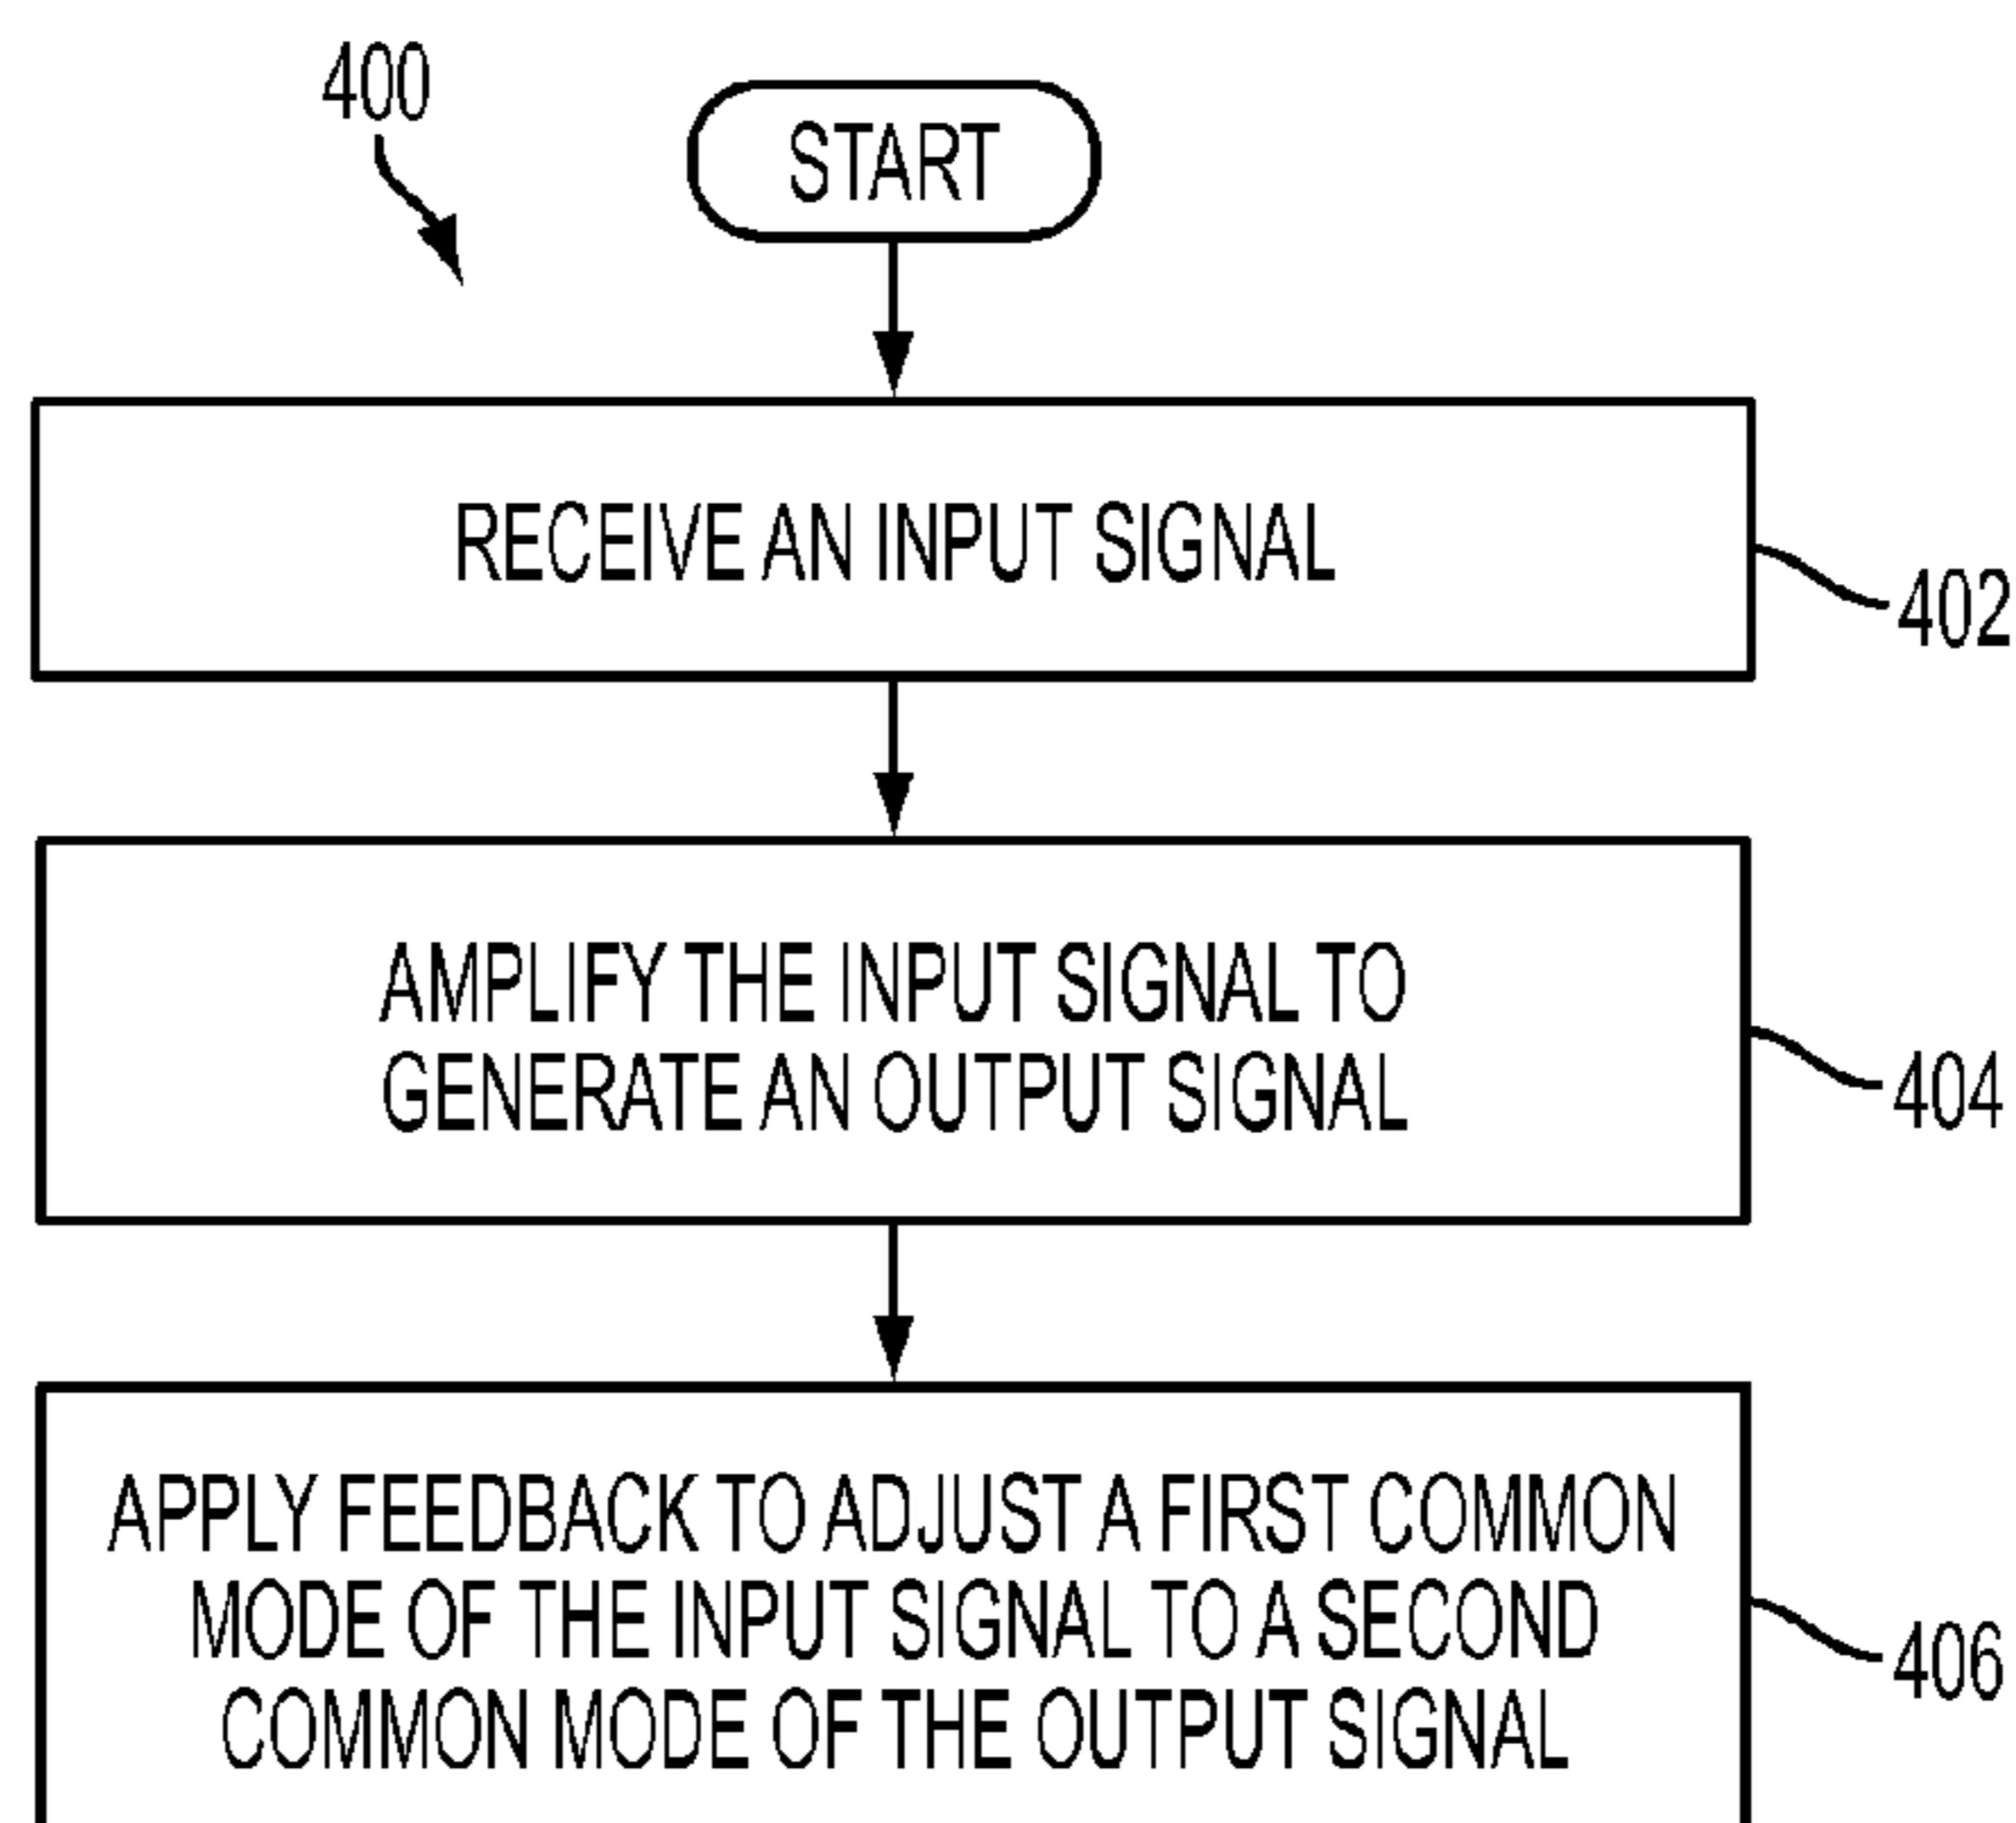 400
START
RECEIVE AN INPUT SIGNAL
402
AMPLIFY THE INPUT SIGNAL TO
GENERATE AN OUTPUT SIGNAL
404
APPLY FEEDBACK TO ADJUST A FIRST COMMON
MODE OF THE INPUT SIGNAL TO A SECOND
COMMON MODE OF THE OUTPUT SIGNAL
406